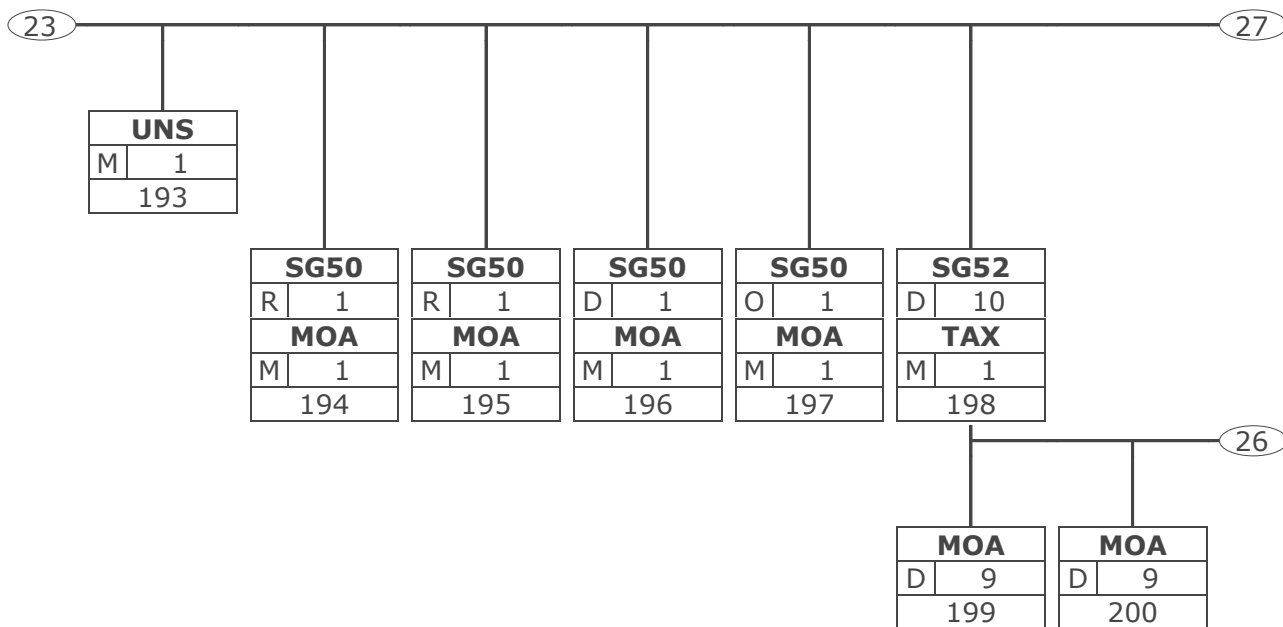 23 27
UNS
M 1
193
SG50 SG50 SG50 SG50 SG52
R 1 R 1 D 1 O 1 D 10
MOA MOA MOA MOA TAX
M 1 M 1 M 1 M 1 M 1
194 195 196 197 198
26
MOA MOA
D 9 D 9
199 200